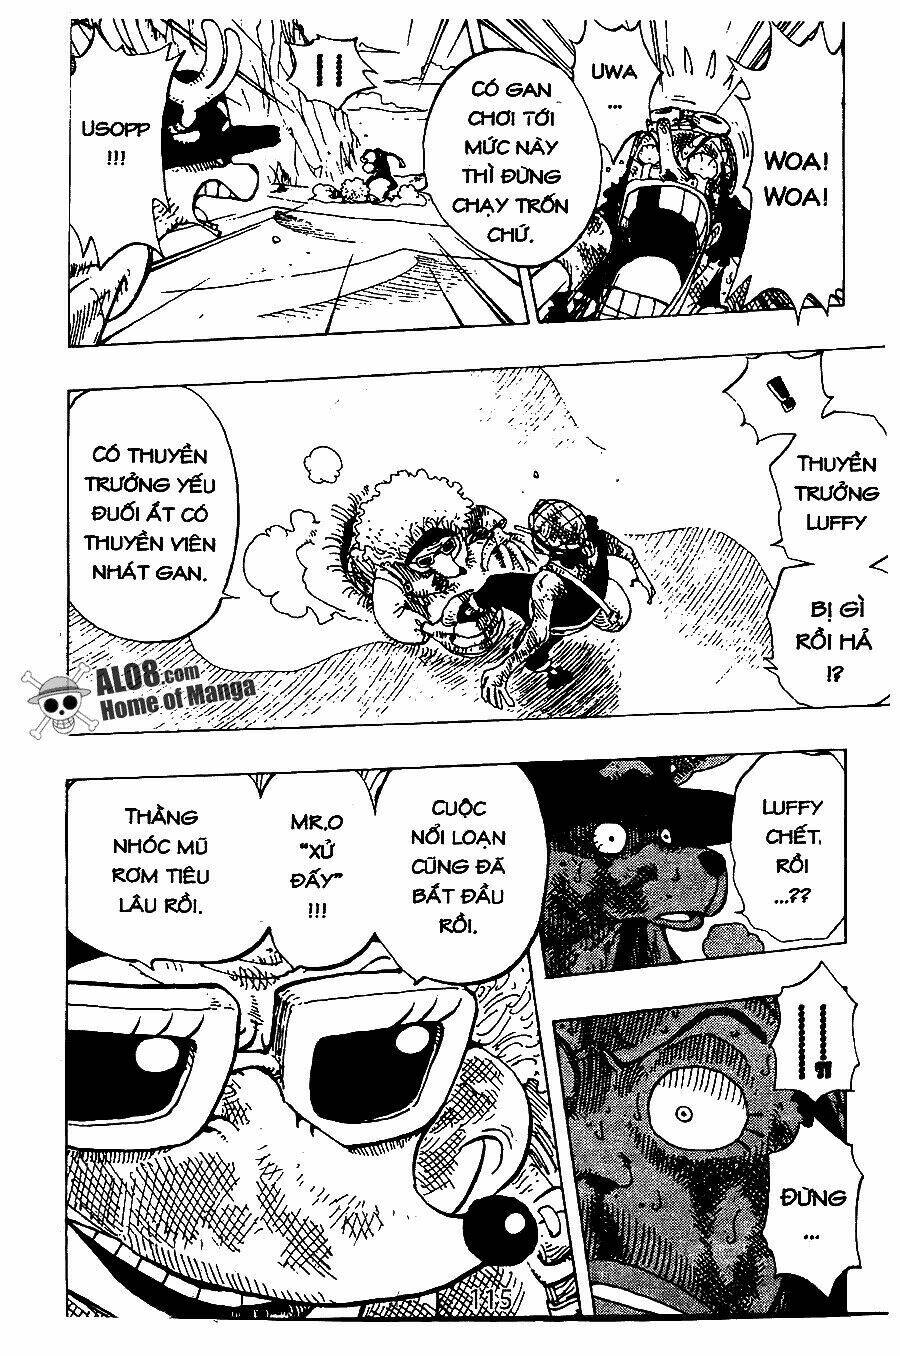 WOA!
WOA!
UWA
...
CÓ GAN
CHƠI TỚI
MỨC NÀY
THÌ ĐỪNG
CHẠY TRỐN
CHỨ.
!!
USOPP
!!!
!!
THUYỀN
TRƯỞNG
LUFFY
BỊ GÌ
RỒI HẢ
!?
CÓ THUYỀN
TRƯỞNG YẾU
ĐUỐI ẮT CÓ
THUYỀN VIÊN
NHÁT GAN.
ALO8.com
Home of Manga
LUFFY
CHẾT
RỒI
...??
CUỘC
NỔI LOẠN
CŨNG ĐÃ
BẮT ĐẦU
RỒI.
MR.O
"XỬ
ĐẤY"
!!!
THẰNG
NHÓC MŨ
RƠM TIÊU
LÂU RỒI.
ĐỪNG
...
115